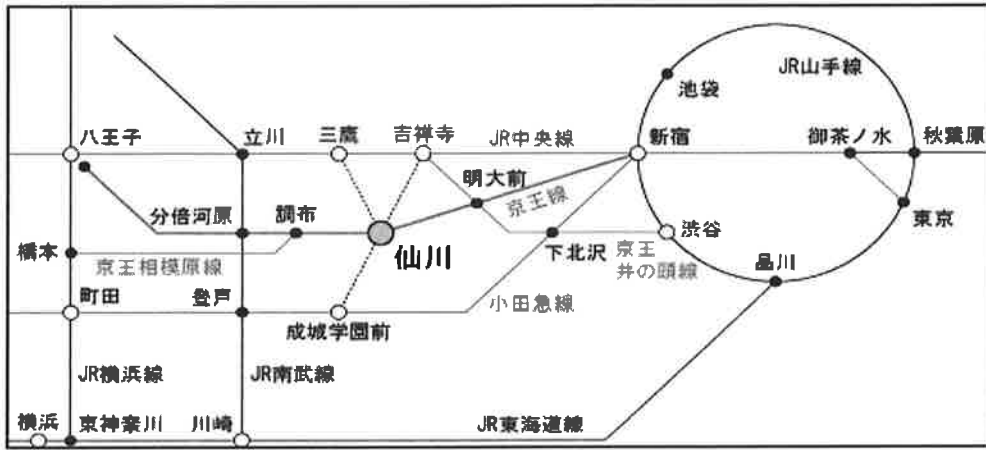 JR山手線
池袋
八王子
立川
三鷹
吉祥寺
JR中央線
新宿
御茶ノ水
秋葉原
明大前
京王線
分倍河原
調布
仙川
橋本
京王相模原線
下北沢
京王
井の頭線
渋谷
東京
品川
町田
登戸
成城学園前
小田急線
JR横浜線
JR南武線
横浜
東神奈川
川崎
JR東海道線